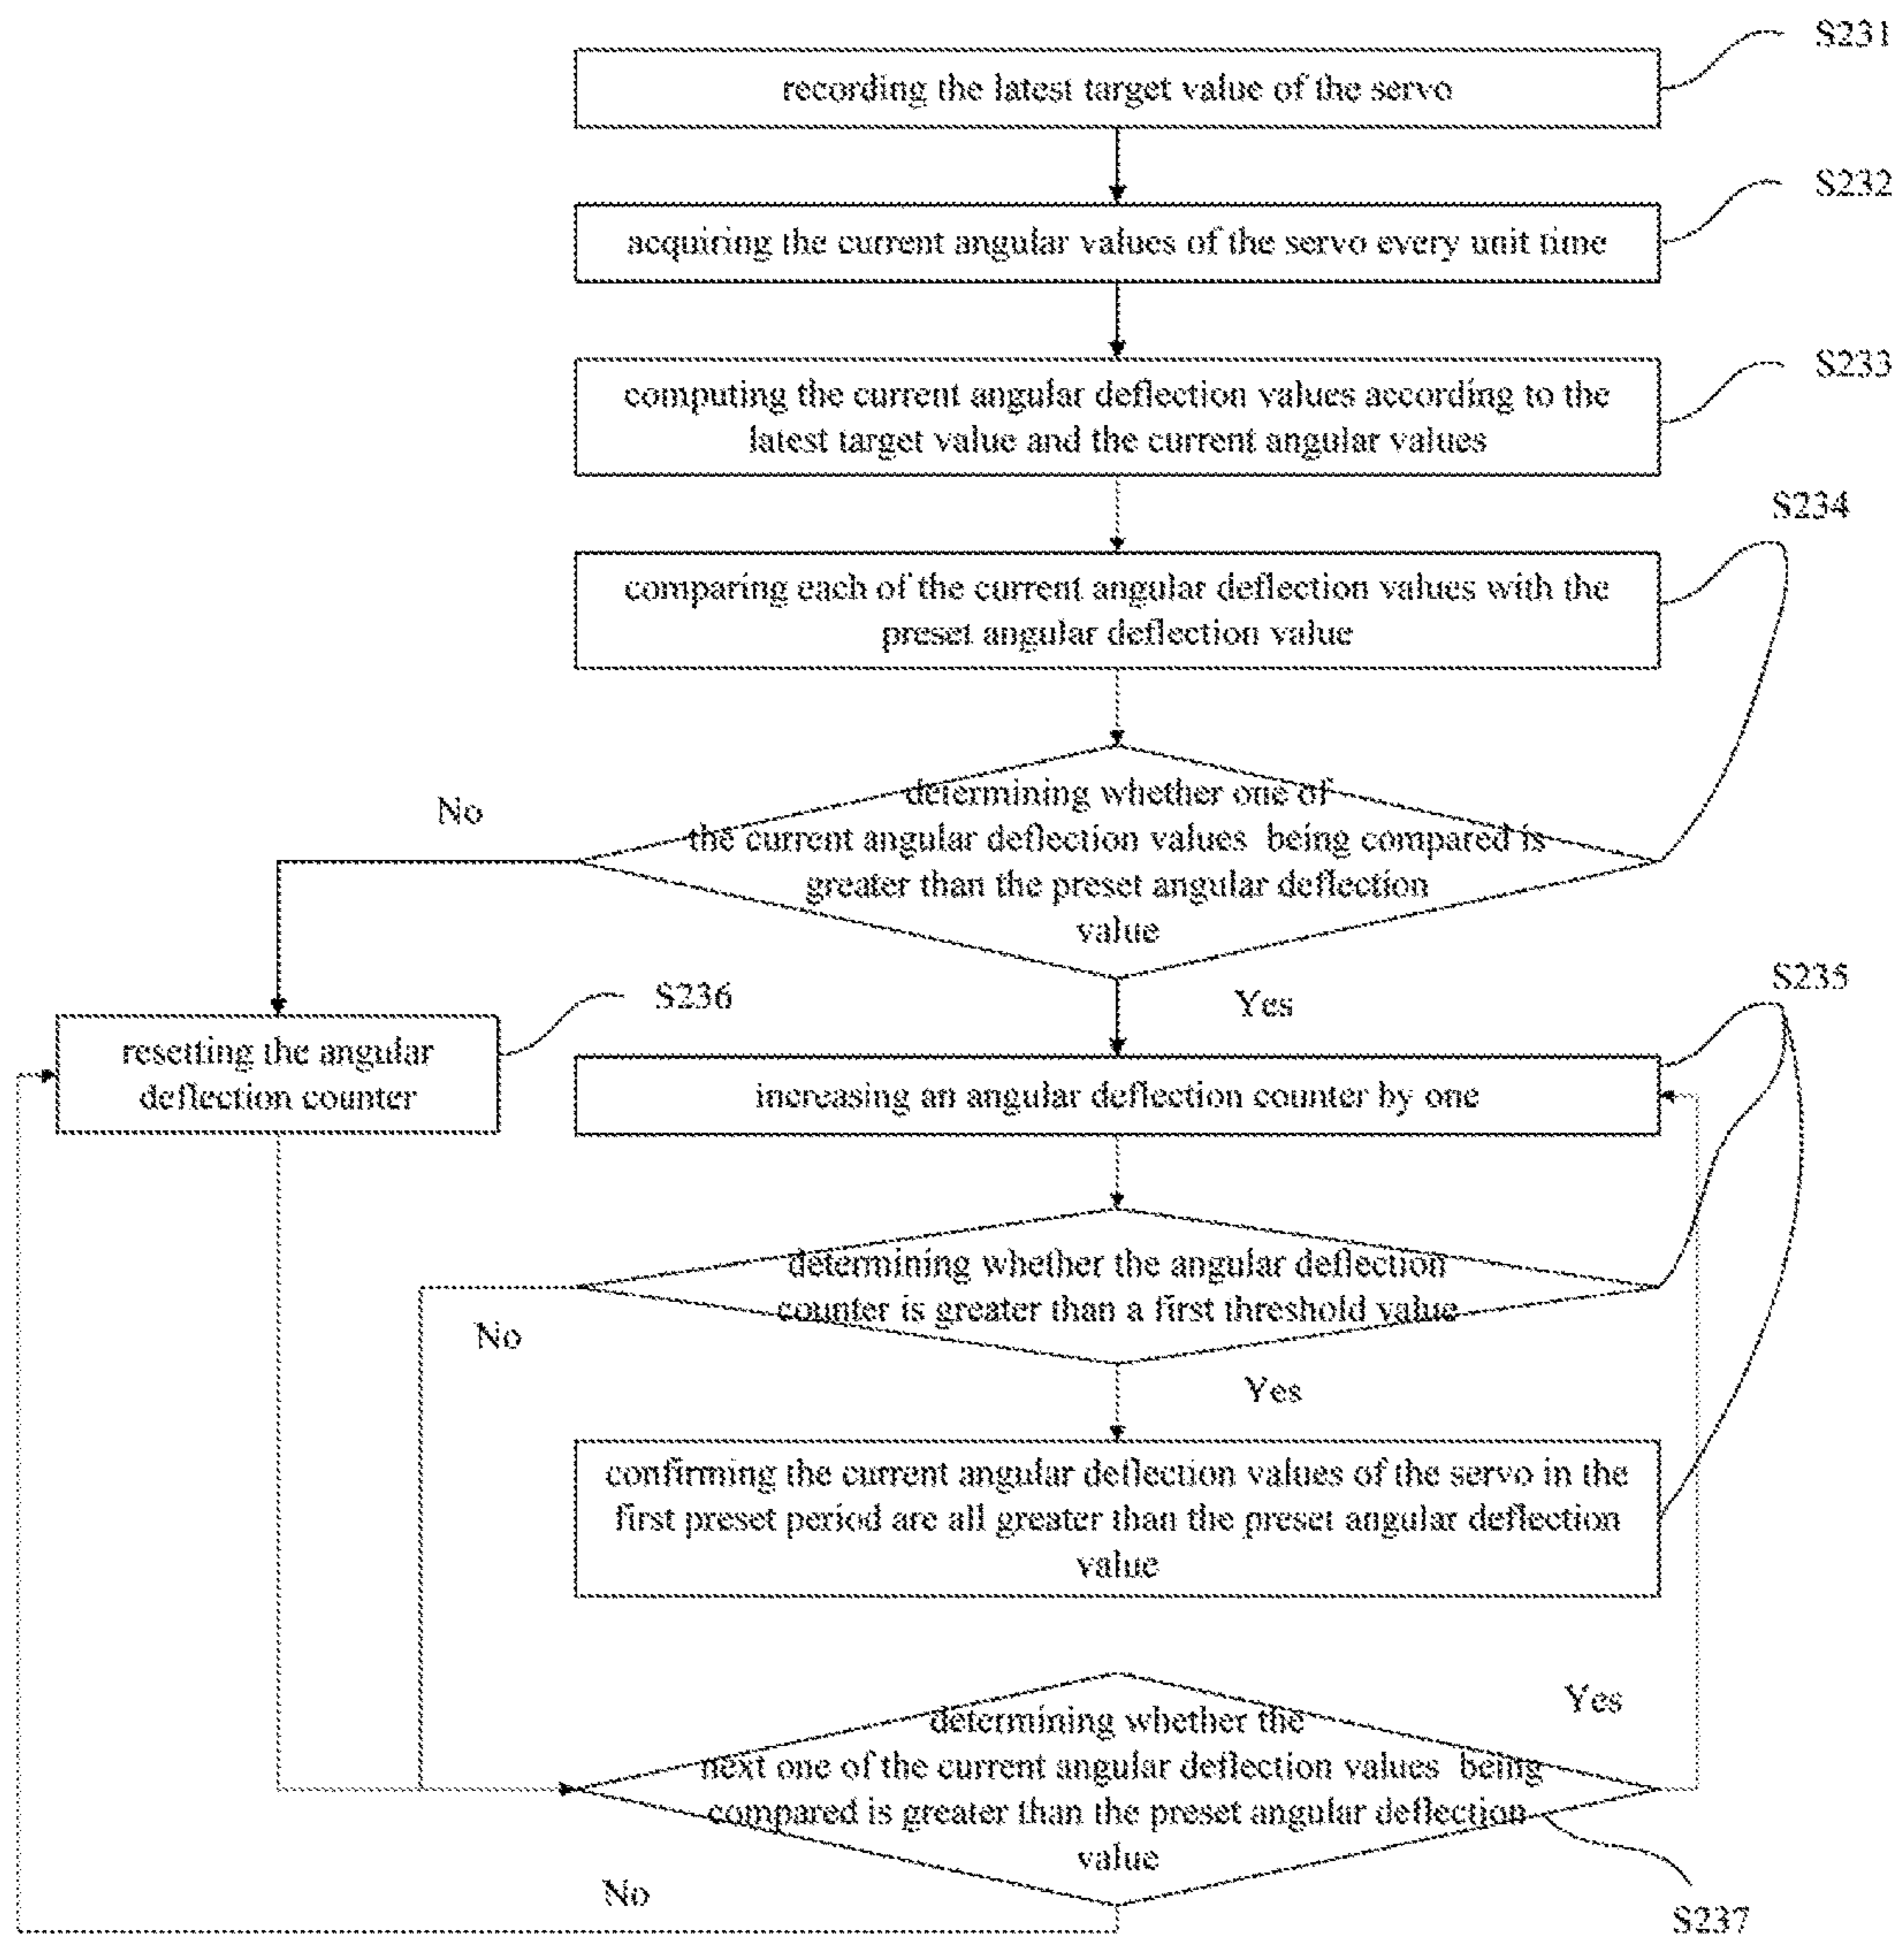 S231
recording the latest target value of the servo
S232
acquiring the current angular values of the servo every unit time
S233
computing the current angular deflection values according to the
latest target value and the current angular values
S234
comparing each of the current angular deflection values with the
preset angular deflection value
determining whether one of
the current angular deflection values being compared is
greater than the preset angular deflection
value
No
Yes
S236
resetting the angular
deflection counter
S235
increasing an angular deflection counter by one
determining whether the angular deflection
counter is greater than a first threshold value
No
Yes
confirming the current angular deflection values of the servo in the
first preset period are all greater than the preset angular deflection
value
Yes
determining whether the
next one of the current angular deflection values being
compared is greater than the preset angular deflection
value
No
S237